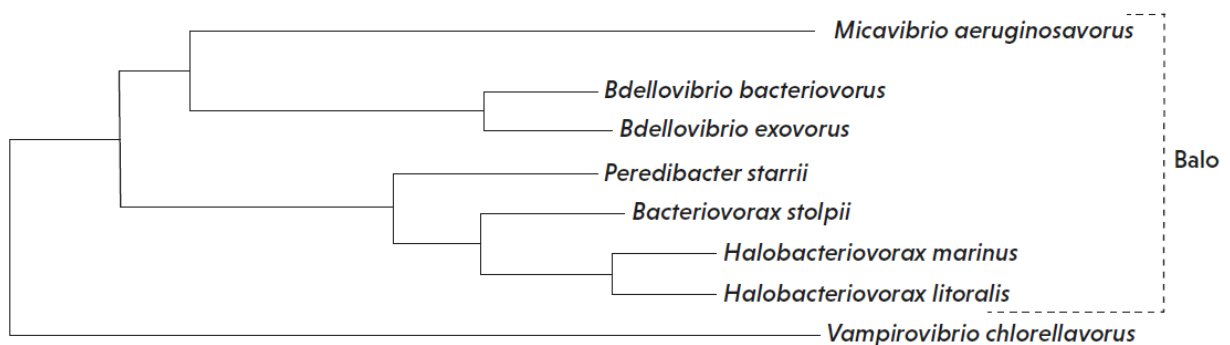 Micavibrio aeruginosavorus
Bdellovibrio bacteriovorus
Bdellovibrio exovorus
Balo
Peredibacter starrii
Bacteriovorax stolpii
Halobacteriovorax marinus
Halobacteriovorax litoralis
Vampirovibrio chlorellavorus